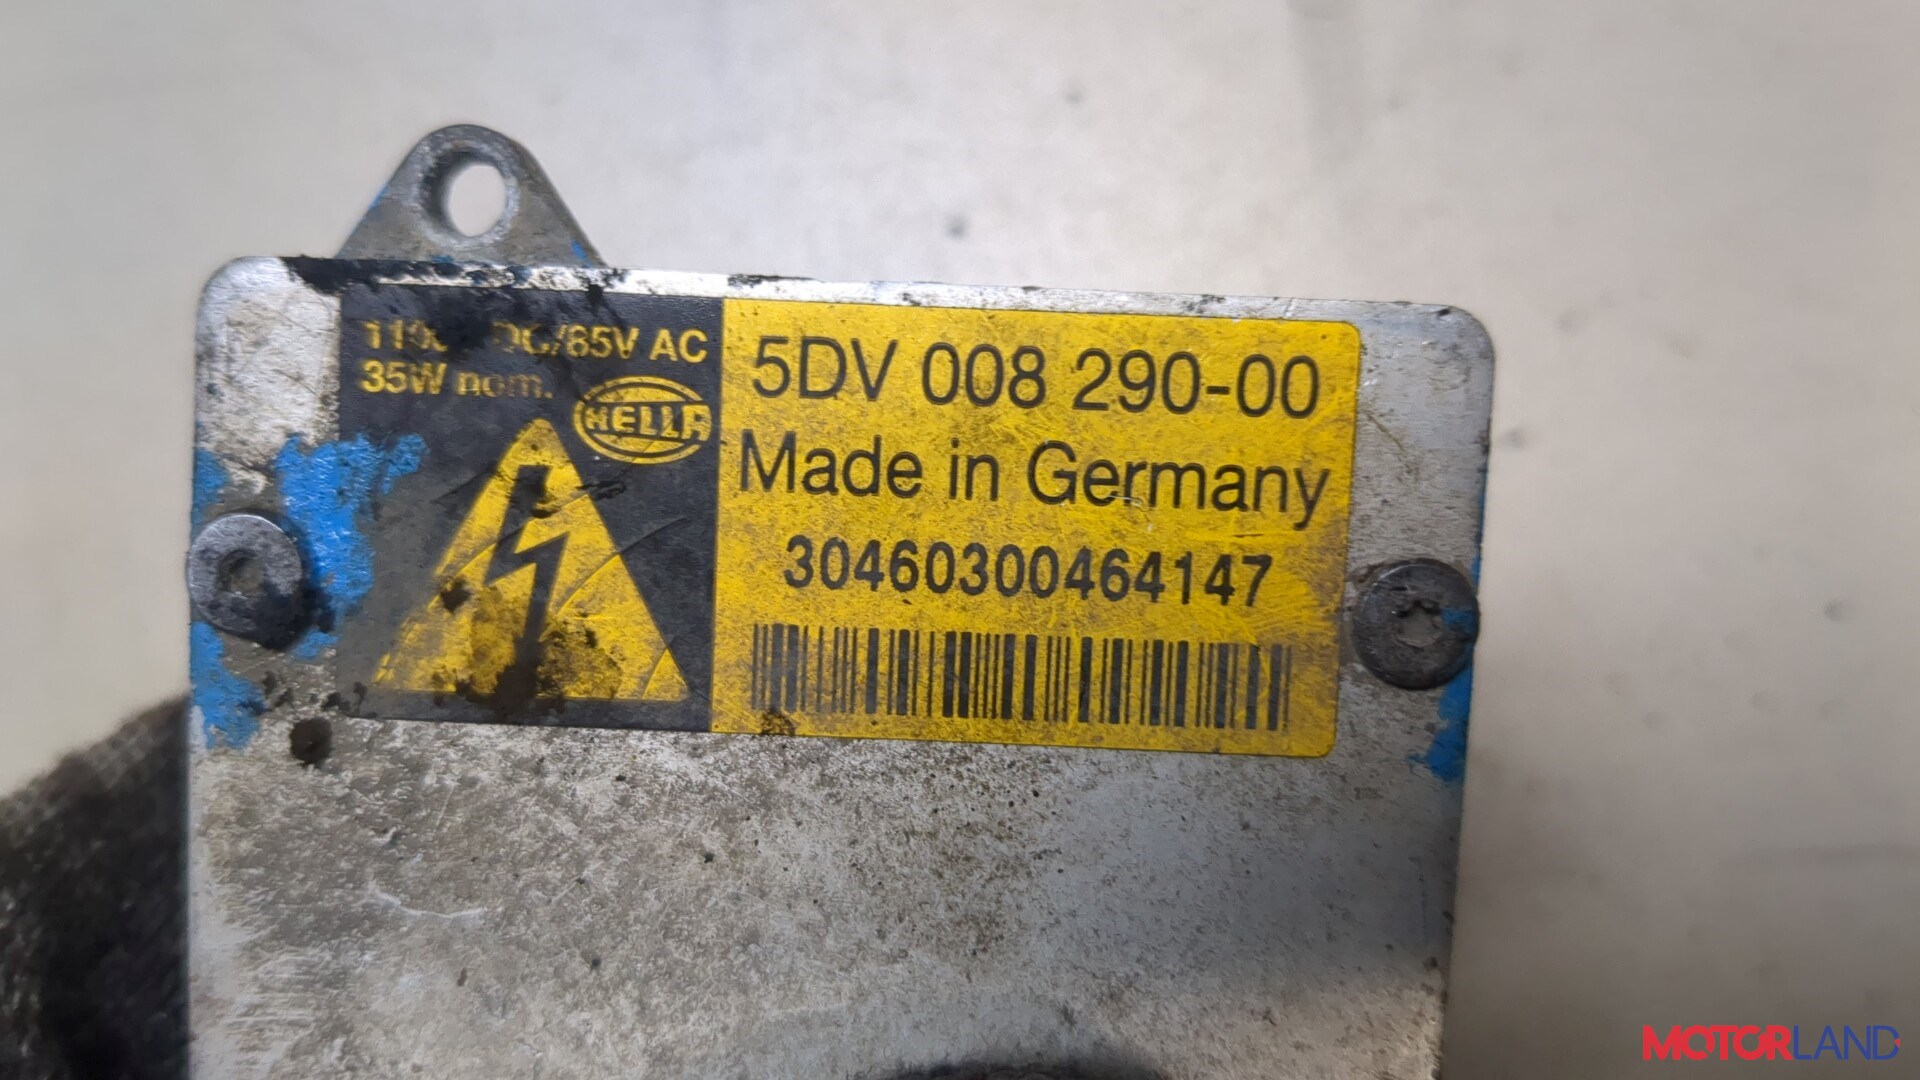 DC/85V AC
35W nom.
HELLA
5DV 008 290-00
Made in Germany
30460300464147
MOTORLAND